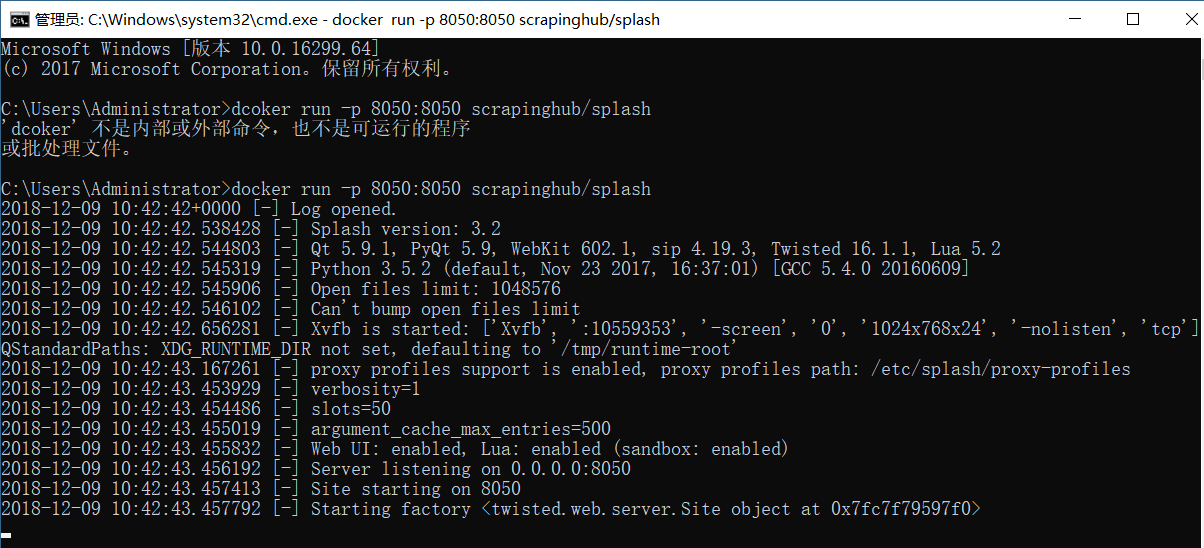 管理员: C:\Windows\system32\cmd.exe - docker  run -p 8050:8050 scrapinghub/splash
Microsoft Windows [版本 10.0.16299.64]
(c) 2017 Microsoft Corporation。保留所有权利。
C:\Users\Administrator>dcoker run -p 8050:8050 scrapinghub/splash
'dcoker' 不是内部或外部命令，也不是可运行的程序
或批处理文件。
C:\Users\Administrator>docker run -p 8050:8050 scrapinghub/splash
2018-12-09 10:42:42+0000 [-] Log opened.
2018-12-09 10:42:42.538428 [-] Splash version: 3.2
2018-12-09 10:42:42.544803 [-] Qt 5.9.1, PyQt 5.9, WebKit 602.1, sip 4.19.3, Twisted 16.1.1, Lua 5.2
2018-12-09 10:42:42.545319 [-] Python 3.5.2 (default, Nov 23 2017, 16:37:01) [GCC 5.4.0 20160609]
2018-12-09 10:42:42.545906 [-] Open files limit: 1048576
2018-12-09 10:42:42.546102 [-] Can't bump open files limit
2018-12-09 10:42:42.656281 [-] Xvfb is started: ['Xvfb', ':10559353', '-screen', '0', '1024x768x24', '-nolisten', 'tcp']
QStandardPaths: XDG_RUNTIME_DIR not set, defaulting to '/tmp/runtime-root'
2018-12-09 10:42:43.167261 [-] proxy profiles support is enabled, proxy profiles path: /etc/splash/proxy-profiles
2018-12-09 10:42:43.453929 [-] verbosity=1
2018-12-09 10:42:43.454486 [-] slots=50
2018-12-09 10:42:43.455019 [-] argument_cache_max_entries=500
2018-12-09 10:42:43.455832 [-] Web UI: enabled, Lua: enabled (sandbox: enabled)
2018-12-09 10:42:43.456192 [-] Server listening on 0.0.0.0:8050
2018-12-09 10:42:43.457413 [-] Site starting on 8050
2018-12-09 10:42:43.457792 [-] Starting factory <twisted.web.server.Site object at 0x7fc7f79597f0>